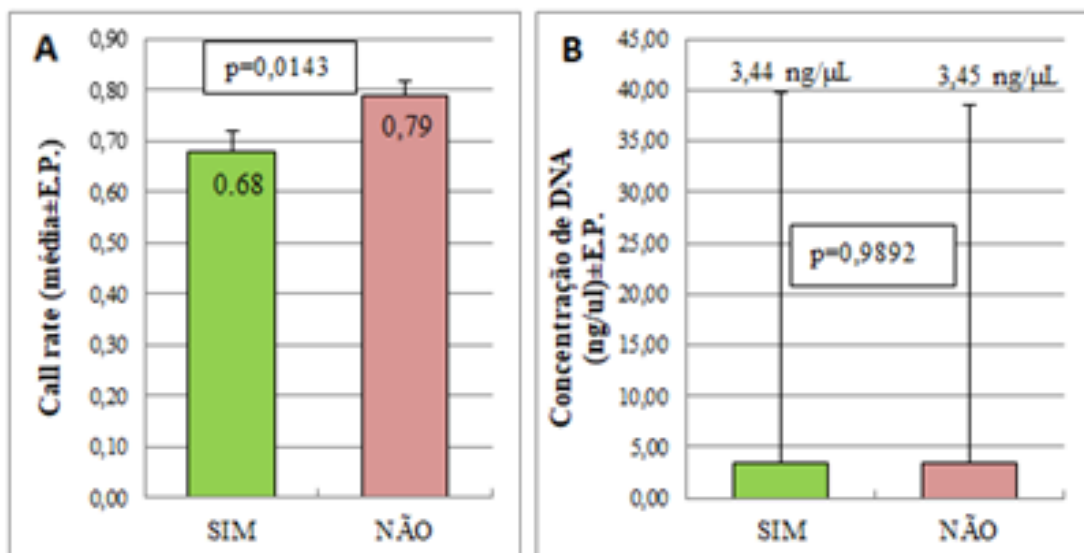 A
Call rate (média±E.P.)
0,90
0,80
0,70
0,60
0,50
0,40
0,30
0,20
0,10
0,00
p=0,0143
0.68
0,79
SIM
NÃO
B
Concentração de DNA
(ng/ul)±E.P.
45,00
40,00
35,00
30,00
25,00
20,00
15,00
10,00
5,00
0,00
3,44 ng/µL
3,45 ng/µL
p=0,9892
SIM
NÃO